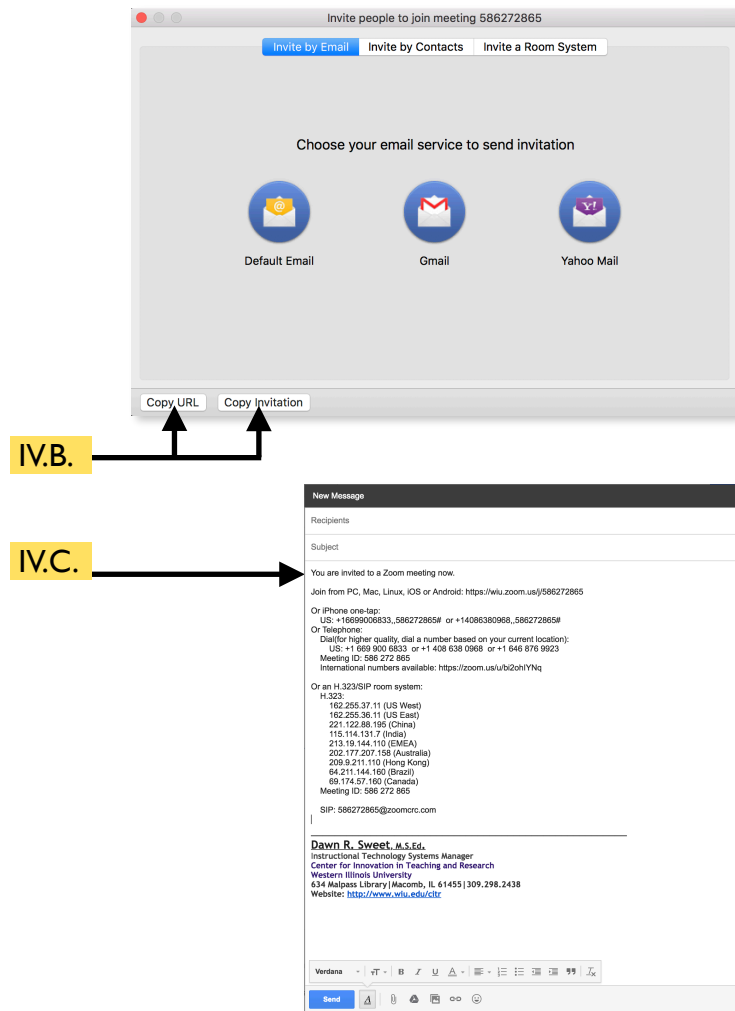 Invite people to join meeting 586272865
Invite by Email Invite by Contacts Invite a Room System
Choose your email service to send invitation
@ Y!
Default Email Gmail Yahoo Mail
Copy URL Copy Invitation
IV.B.
New Message
Recipients
Subject
IV.C.
You are invited to a Zoom meeting now.
Join from PC, Mac, Linux, iOS or Android: https://wiu.zoom.us/j/586272865
Or iPhone one-tap:
US: +16699006833,,586272865# or +14086380968,,586272865#
Or Telephone:
Dial(for higher quality, dial a number based on your current location):
US: +1 669 900 6833 or +1 408 638 0968 or +1 646 876 9923
Meeting ID: 586 272 865
International numbers available: https://zoom.us/u/bi2ohIYNq
Or an H.323/SIP room system:
H.323:
162.255.37.11 (US West)
162.255.36.11 (US East)
221.122.88.195 (China)
115.114.131.7 (India)
213.19.144.110 (EMEA)
202.177.207.158 (Australia)
209.9.211.110 (Hong Kong)
64.211.144.160 (Brazil)
69.174.57.160 (Canada)
Meeting ID: 586 272 865
SIP: 586272865@zoomcrc.com
Dawn R. Sweet, M.S.Ed.
Instructional Technology Systems Manager
Center for Innovation in Teaching and Research
Western Illinois University
634 Malpass Library|Macomb, IL 61455|309.298.2438
Website: http://www.wiu.edu/citr
Verdana TT B I U A Tx
Send A